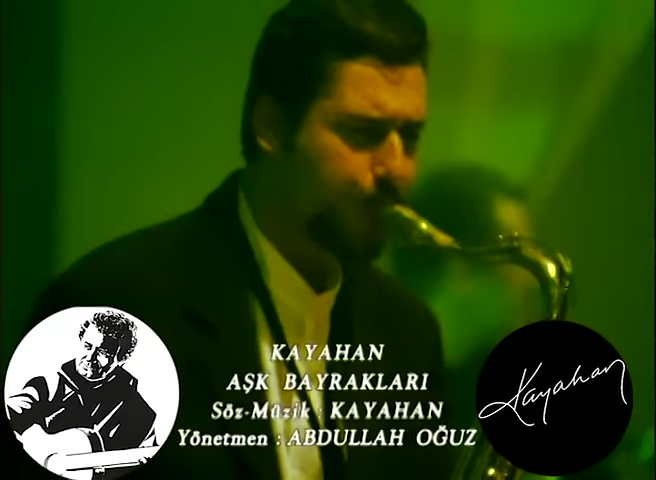 KAYAHAN
AŞK BAYRAKLARI
Söz-Müzik : KAYAHAN
Yönetmen : ABDULLAH OĞUZ
Kayahan